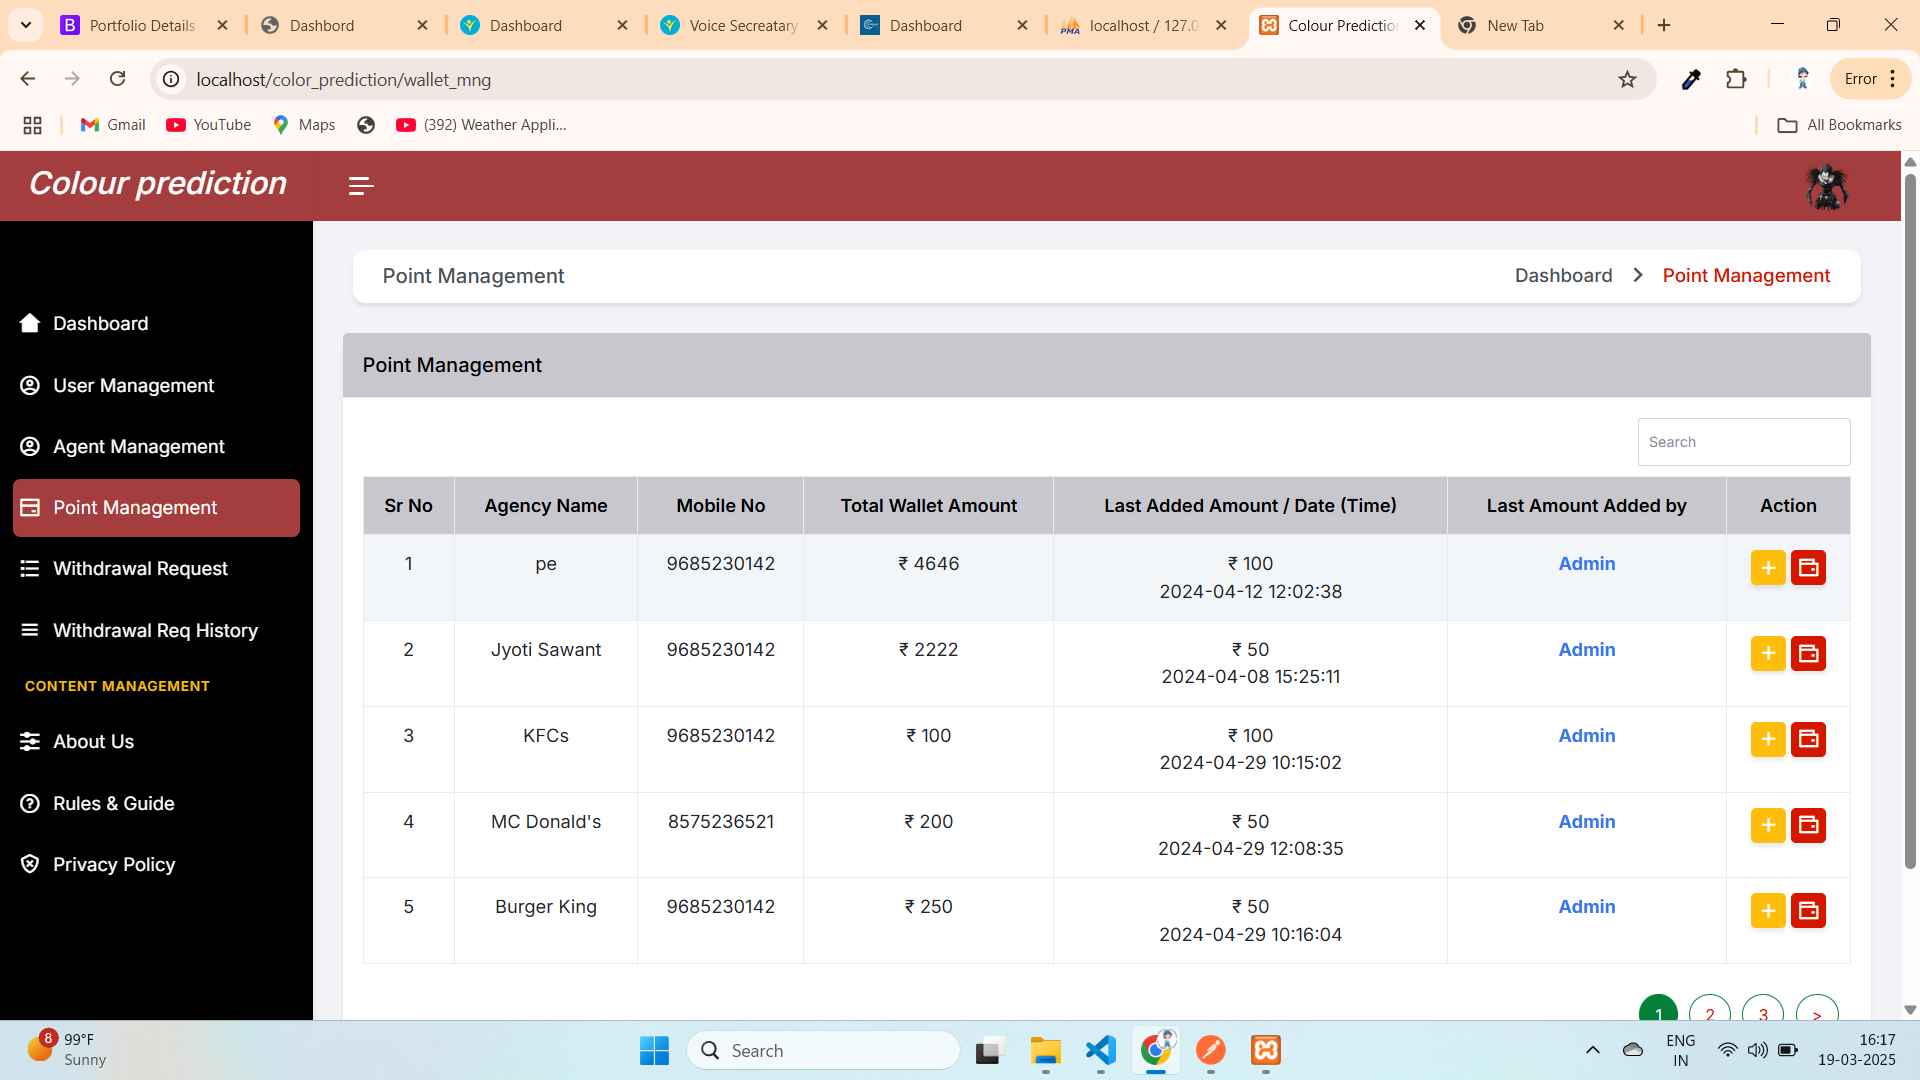 Portfolio Details
Dashbord
Dashboard
Voice Secreatary
Dashboard
localhost / 127.0
Colour Prediction
New Tab
localhost/color_prediction/wallet_mng
Error
Gmail
YouTube
Maps
(392) Weather Appli...
All Bookmarks
Colour prediction
Point Management
Dashboard > Point Management
Dashboard
User Management
Agent Management
Point Management
Withdrawal Request
Withdrawal Req History
CONTENT MANAGEMENT
About Us
Rules & Guide
Privacy Policy
Point Management
Search
Sr No Agency Name Mobile No Total Wallet Amount Last Added Amount / Date (Time) Last Amount Added by Action
1 pe 9685230142 ₹ 4646 ₹ 100 Admin
2024-04-12 12:02:38
2 Jyoti Sawant 9685230142 ₹ 2222 ₹ 50 Admin
2024-04-08 15:25:11
3 KFCs 9685230142 ₹ 100 ₹ 100 Admin
2024-04-29 10:15:02
4 MC Donald's 8575236521 ₹ 200 ₹ 50 Admin
2024-04-29 12:08:35
5 Burger King 9685230142 ₹ 250 ₹ 50 Admin
2024-04-29 10:16:04
1 2 3 >
8
99°F
Sunny
Search
PRE
ENG
IN
16:17
19-03-2025